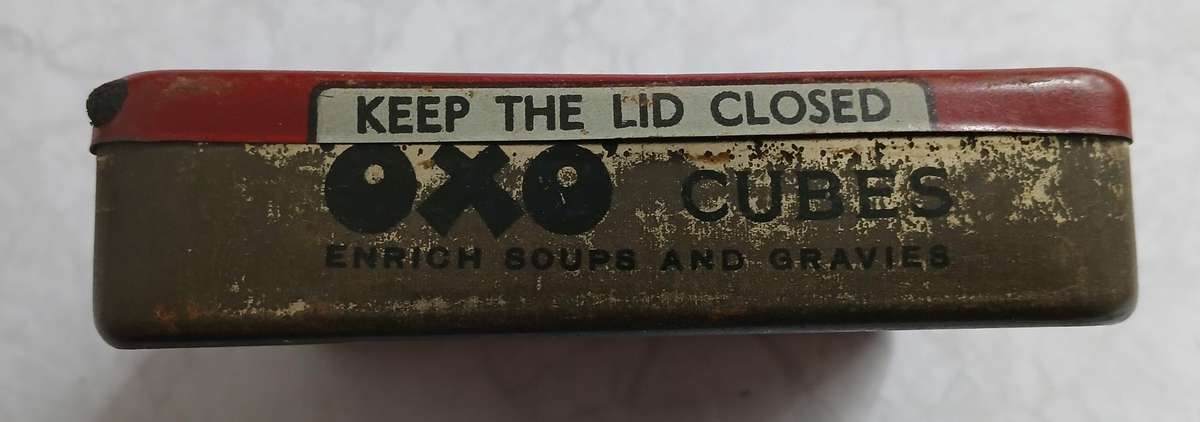 KEEP THE LID CLOSED
'OXO' CUBES
ENRICH SOUPS AND GRAVIES